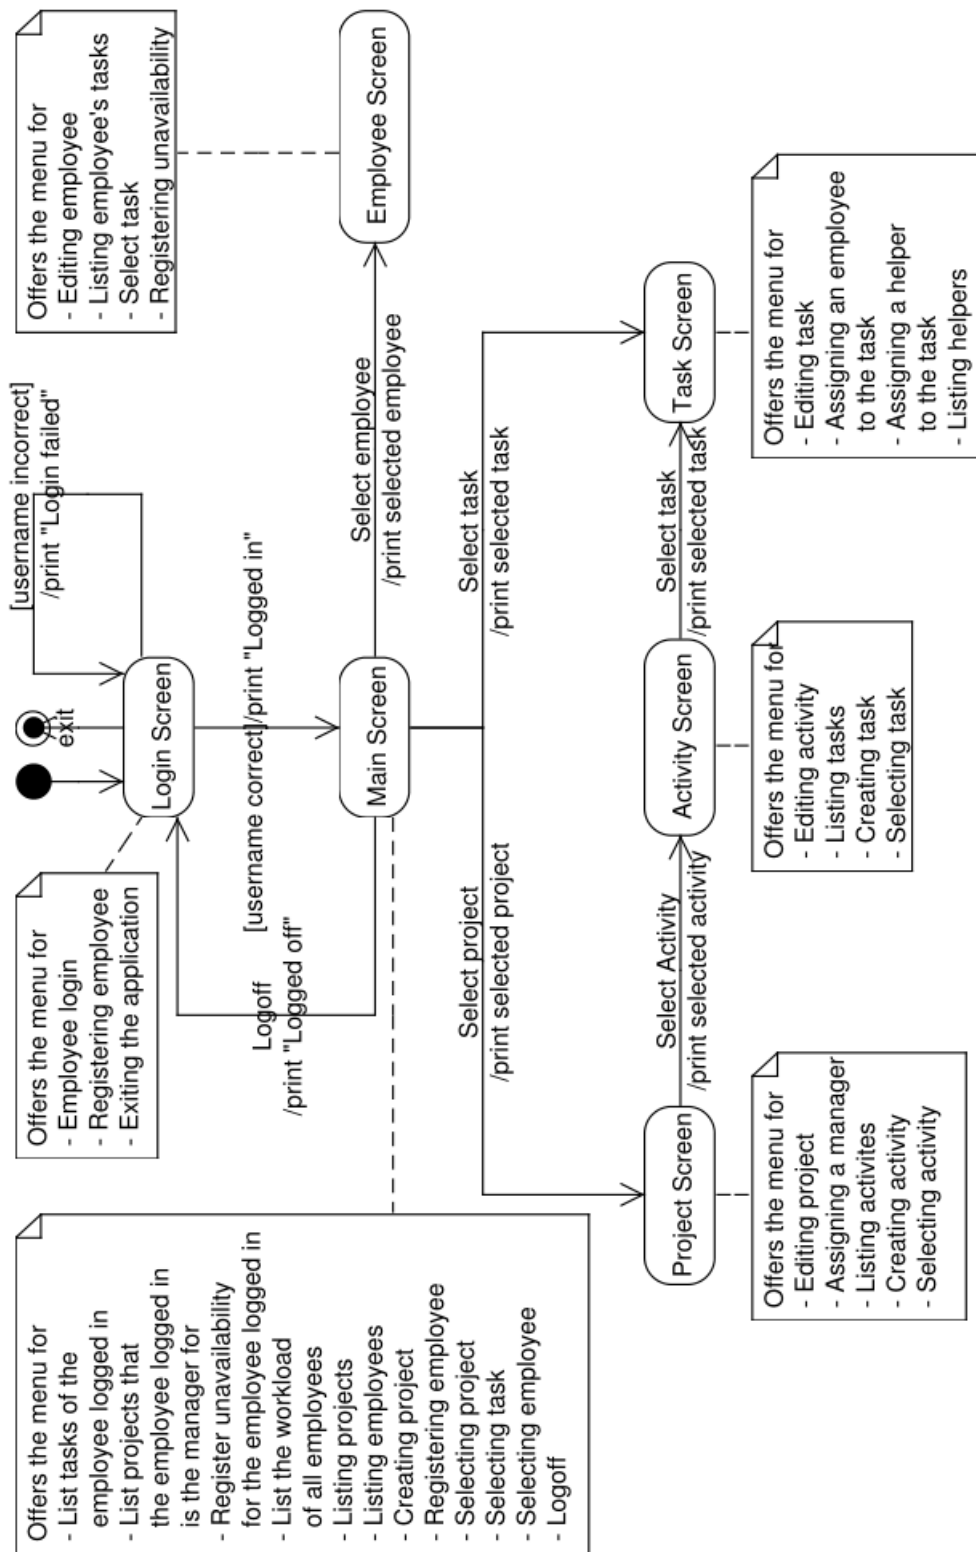 Offers the menu for
- List tasks of the
employee logged in
- List projects that
the employee logged in
is the manager for
- Register unavailability
for the employee logged
- List the workload
of all employees
- Listing projects
- Listing employees
- Creating project
- Registering employee
- Selecting project
- Selecting task
- Selecting employee
- Logoff
Offers the menu for
- Employee login
- Registering employee
- Exiting the application
exit
[username incorrect]
/print "Login failed"
Login Screen
Offers the menu for
- Editing employee
- Listing employee's tasks
- Select task
- Registering unavailability
Logoff
/print "Logged off"
[username correct]/print "Logged in"
Main Screen
Select employee
/print selected employee
Employee Screen
Select project
/print selected project
Select task
/print selected task
Project Screen
Select Activity
/print selected activity
Activity Screen
Select task
/print selected task
Task Screen
Offers the menu for
- Editing project
- Assigning a manager
- Listing activites
- Creating activity
- Selecting activity
Offers the menu for
- Editing activity
- Listing tasks
- Creating task
- Selecting task
Offers the menu for
- Editing task
- Assigning an employee
to the task
- Assigning a helper
to the task
- Listing helpers